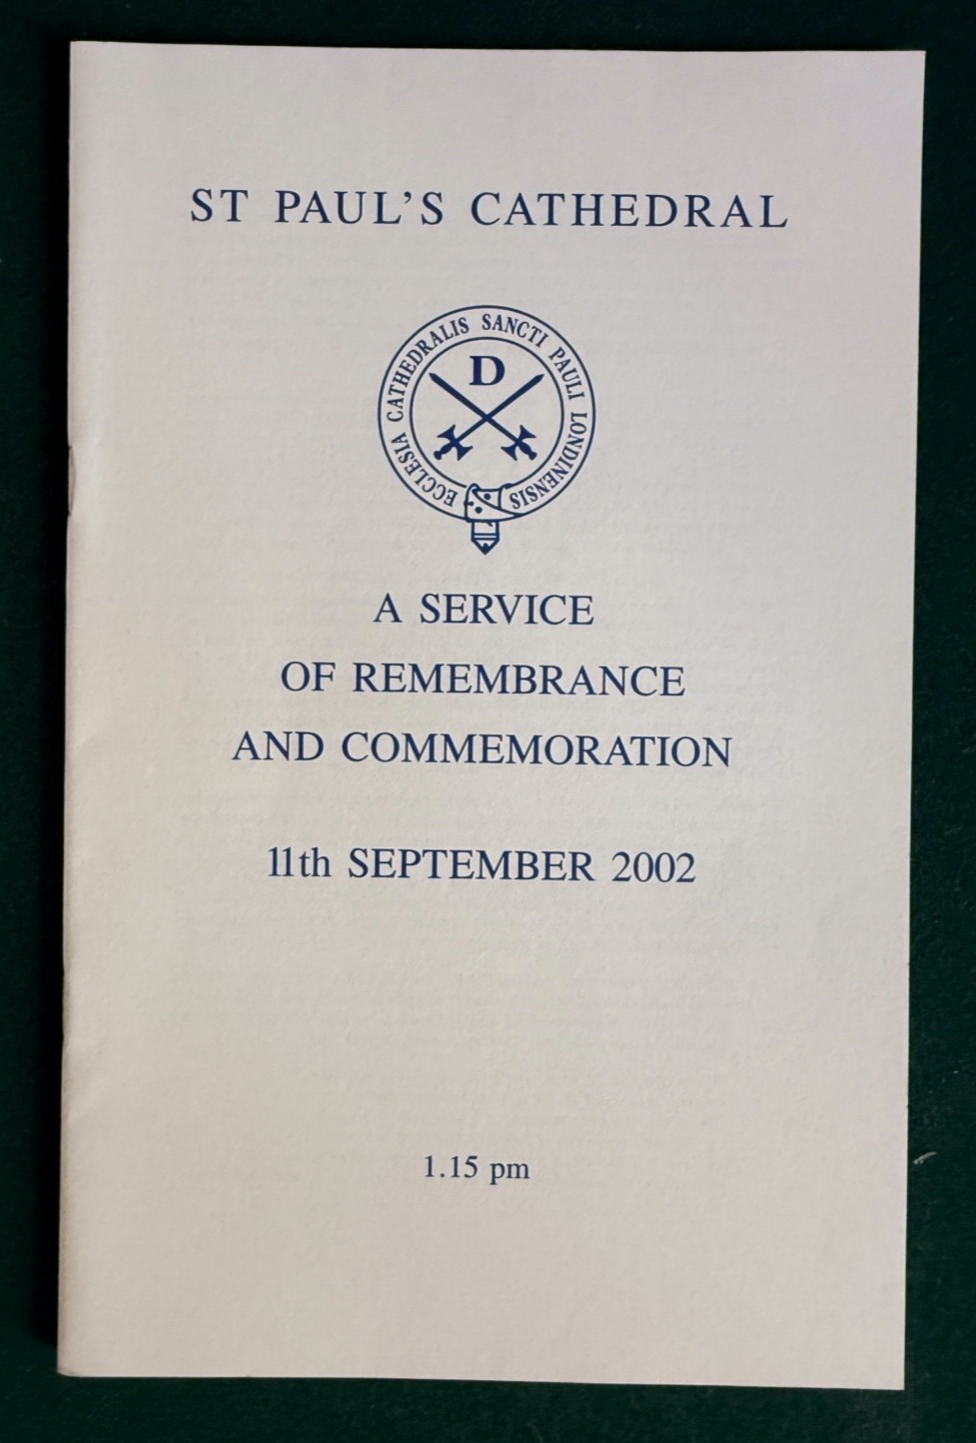 ST PAUL'S CATHEDRAL
ECCLESIA CATHEDRALIS SANCTI PAULI LONDINENSIS
D
A SERVICE
OF REMEMBRANCE
AND COMMEMORATION
11th SEPTEMBER 2002
1.15 pm